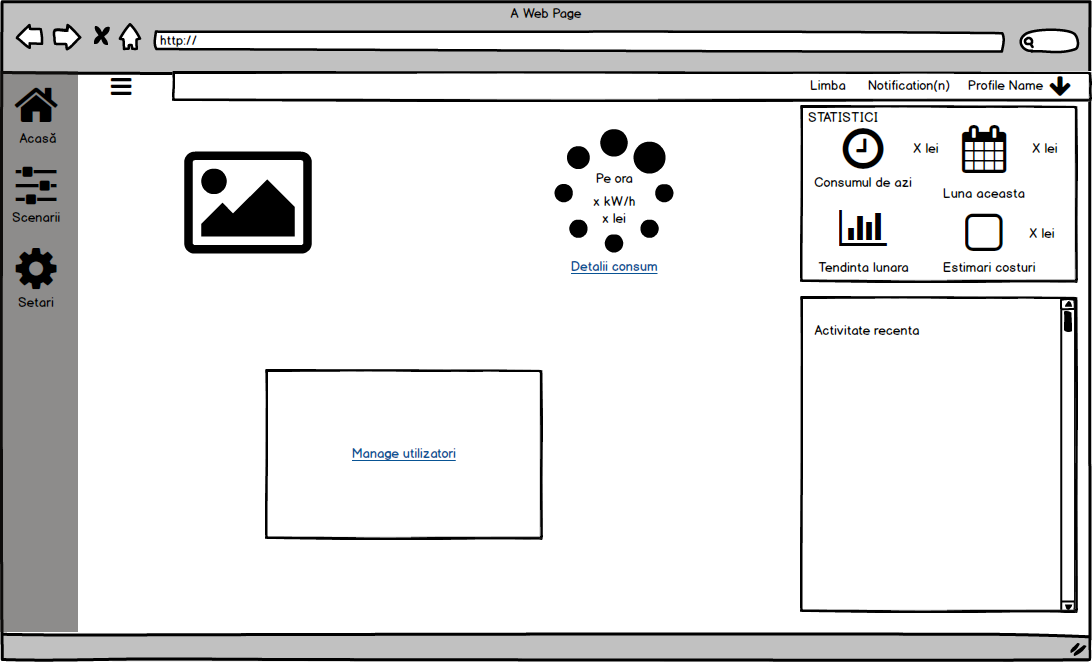 A Web Page
http://
Limba Notification(n) Profile Name
Acasă
Scenarii
Setari
Pe ora
x kW/h
x lei
Detalii consum
Manage utilizatori
STATISTICI
X lei X lei
Consumul de azi
Luna aceasta
X lei
Tendinta lunara Estimari costuri
Activitate recenta